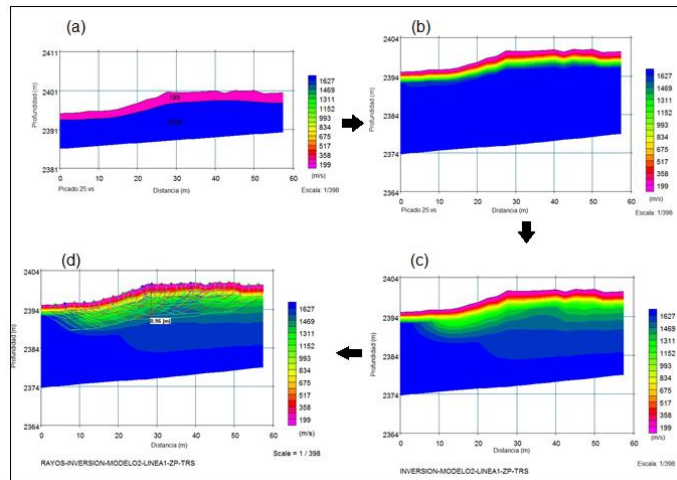 (a)
2411
2401
2391
2381
Profundidad (m)
199
0 10 20 30 40 50 60
Distancia (m)
Picado 25.vs
Escala: 1/398
1627
1469
1311
1152
993
834
675
517
358
199
(m/s)
(b)
2404
2394
2384
2374
2364
Profundidad (m)
0 10 20 30 40 50 60
Distancia (m)
Picado 25.vs
Escala: 1/398
1627
1469
1311
1152
993
834
675
517
358
199
(m/s)
(d)
2404
2394
2384
2374
2364
Profundidad (m)
8.96 (m)
0 10 20 30 40 50 60
Distancia (m)
RAYOS-INVERSION-MODELO2-LINEA1-ZP-TRS
Scale = 1 / 398
1627
1469
1311
1152
993
834
675
517
358
199
(m/s)
(c)
2404
2394
2384
2374
2364
Profundidad (m)
0 10 20 30 40 50 60
Distancia (m)
INVERSION-MODELO2-LINEA1-ZP-TRS
Escala: 1/398
1627
1469
1311
1152
993
834
675
517
358
199
(m/s)